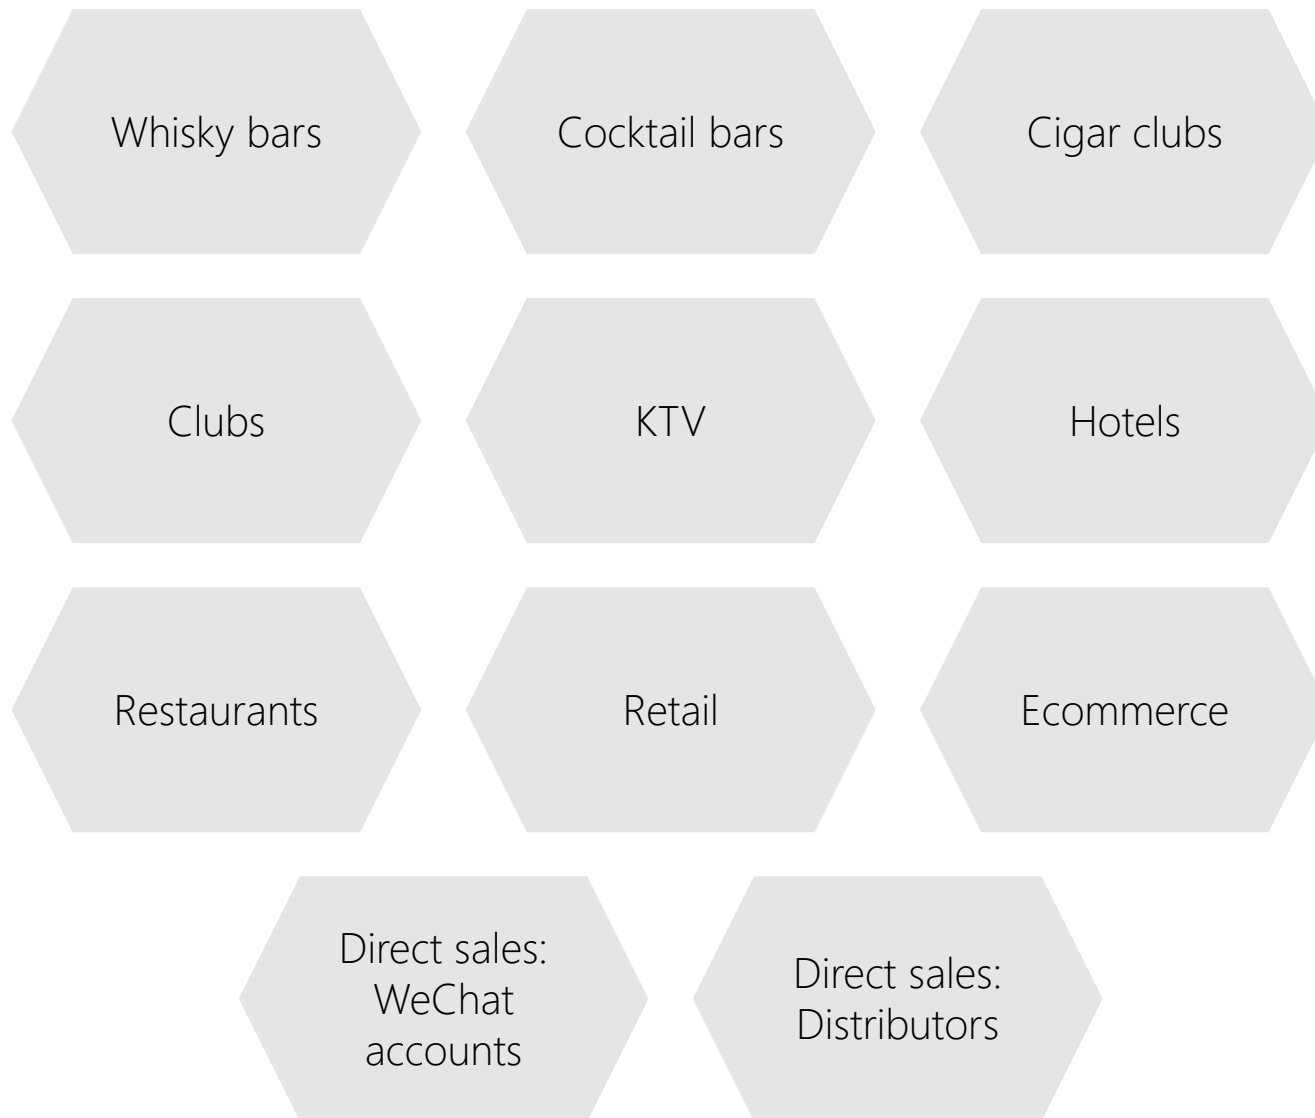 Whisky bars
Cocktail bars
Cigar clubs
Clubs
KTV
Hotels
Restaurants
Retail
Ecommerce
Direct sales:
WeChat
accounts
Direct sales:
Distributors